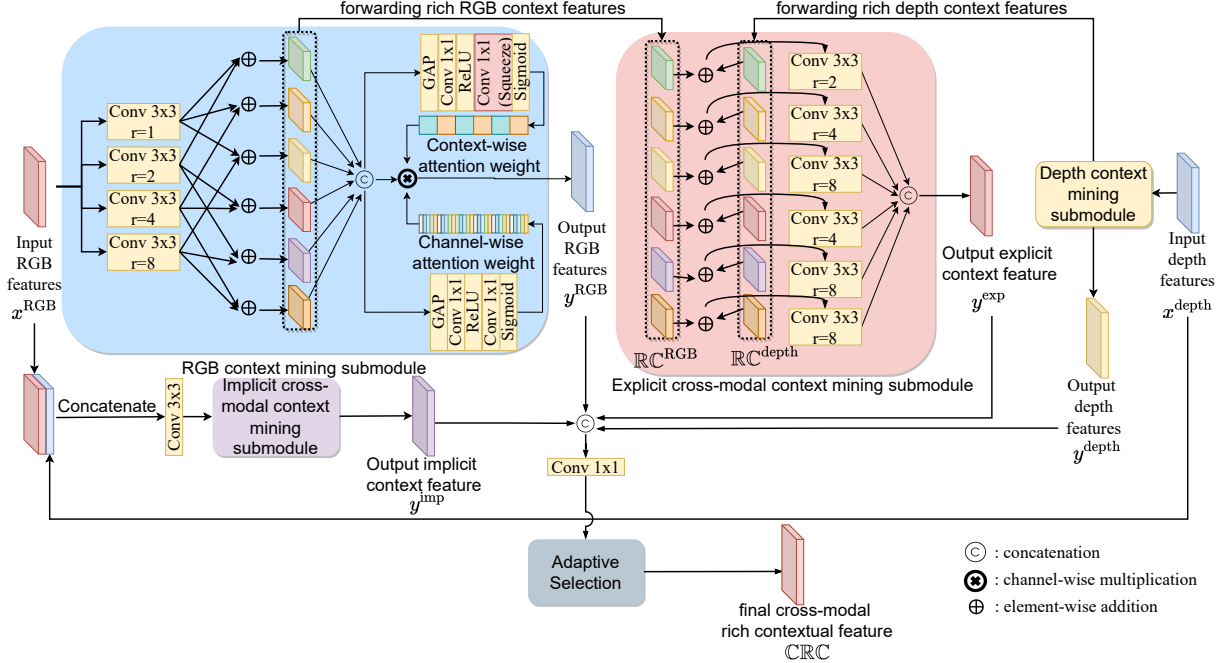 forwarding rich RGB context features
forwarding rich depth context features
Conv 3x3
r=1
Conv 3x3
r=2
Conv 3x3
r=4
Conv 3x3
r=8
GAP
Conv 1x1
ReLU
Conv 1x1
(Squeeze)
Sigmoid
Context-wise
attention weight
C
Channel-wise
attention weight
GAP
Conv 1x1
ReLU
Conv 1x1
Sigmoid
Input
RGB
features
x^RGB
Output
RGB
features
y^RGB
RGB context mining submodule
Conv 3x3
r=2
Conv 3x3
r=4
Conv 3x3
r=8
Conv 3x3
r=4
Conv 3x3
r=8
Conv 3x3
r=8
C
ℝℂ^RGB
ℝℂ^depth
Explicit cross-modal context mining submodule
Output explicit
context feature
y^exp
Depth context
mining
submodule
Input
depth
features
x^depth
Output
depth
features
y^depth
Concatenate
Conv 3x3
Implicit cross-
modal context
mining
submodule
Output implicit
context feature
y^imp
C
Conv 1x1
Adaptive
Selection
final cross-modal
rich contextual feature
ℂℝℂ
C : concatenation
: channel-wise multiplication
: element-wise addition